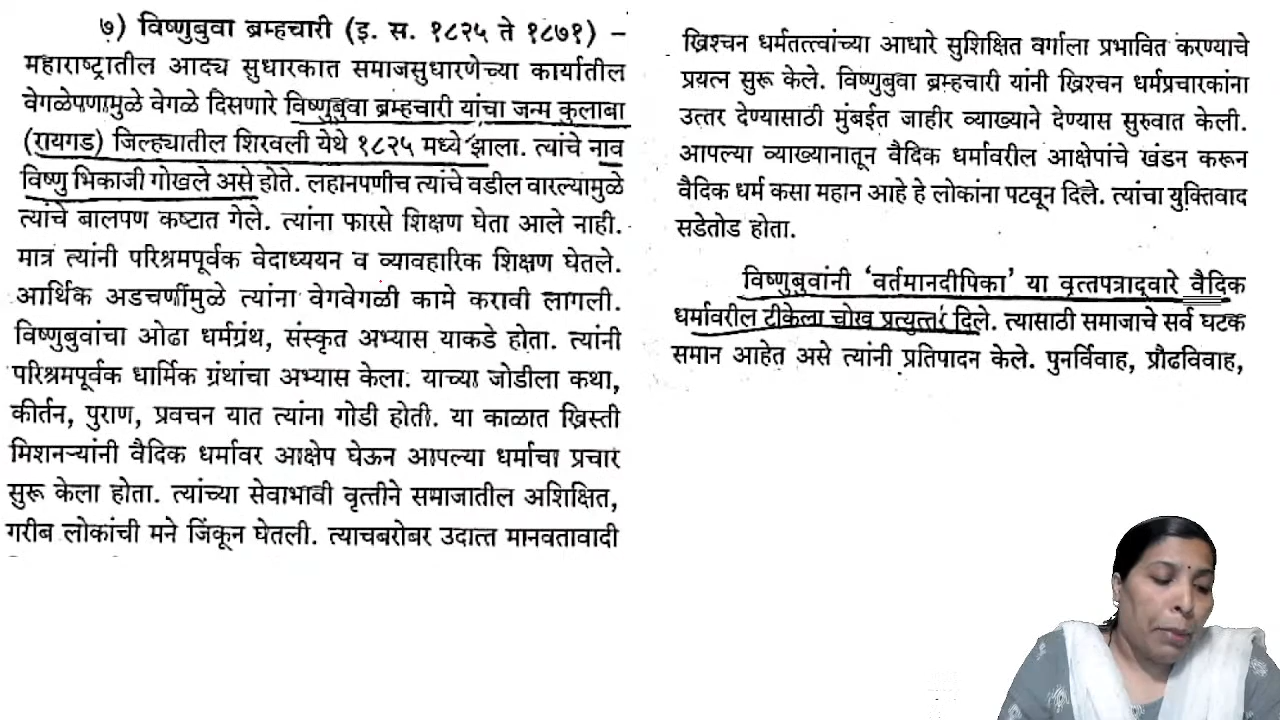 ७) विष्णुबुवा ब्रम्हचारी (इ. स. १८२५ ते १८७१) –
महाराष्ट्रातील आद्य सुधारकात समाजसुधारणेच्या कार्यातील
वेगळेपणामुळे वेगळे दिसणारे विष्णुबुवा ब्रम्हचारी यांचा जन्म कुलाबा
(रायगड) जिल्ह्यातील शिरवली येथे १८२५ मध्ये झाला. त्यांचे नाव
विष्णु भिकाजी गोखले असे होते. लहानपणीच त्यांचे वडील वारल्यामुळे
त्यांचे बालपण कष्टात गेले. त्यांना फारसे शिक्षण घेता आले नाही.
मात्र त्यांनी परिश्रमपूर्वक वेदाध्ययन व व्यावहारिक शिक्षण घेतले.
आर्थिक अडचणींमुळे त्यांना वेगवेगळी कामे करावी लागली.
विष्णुबुवांचा ओढा धर्मग्रंथ, संस्कृत अभ्यास याकडे होता. त्यांनी
परिश्रमपूर्वक धार्मिक ग्रंथांचा अभ्यास केला. याच्या जोडीला कथा,
कीर्तन, पुराण, प्रवचन यात त्यांना गोडी होती. या काळात ख्रिस्ती
मिशनऱ्यांनी वैदिक धर्मावर आक्षेप घेऊन आपल्या धर्माचा प्रचार
सुरू केला होता. त्यांच्या सेवाभावी वृत्तीने समाजातील अशिक्षित,
गरीब लोकांची मने जिंकून घेतली. त्याचबरोबर उदात्त मानवतावादी
ख्रिश्चन धर्मतत्त्वांच्या आधारे सुशिक्षित वर्गाला प्रभावित करण्याचे
प्रयत्न सुरू केले. विष्णुबुवा ब्रम्हचारी यांनी ख्रिश्चन धर्मप्रचारकांना
उत्तर देण्यासाठी मुंबईत जाहीर व्याख्याने देण्यास सुरुवात केली.
आपल्या व्याख्यानातून वैदिक धर्मावरील आक्षेपांचे खंडन करून
वैदिक धर्म कसा महान आहे हे लोकांना पटवून दिले. त्यांचा युक्तिवाद
सडेतोड होता.
विष्णुबुवांनी ‘वर्तमानदीपिका’ या वृत्तपत्राद्वारे वैदिक
धर्मावरील टीकेला चोख प्रत्युत्तर दिले. त्यासाठी समाजाचे सर्व घटक
समान आहेत असे त्यांनी प्रतिपादन केले. पुनर्विवाह, प्रौढविवाह,